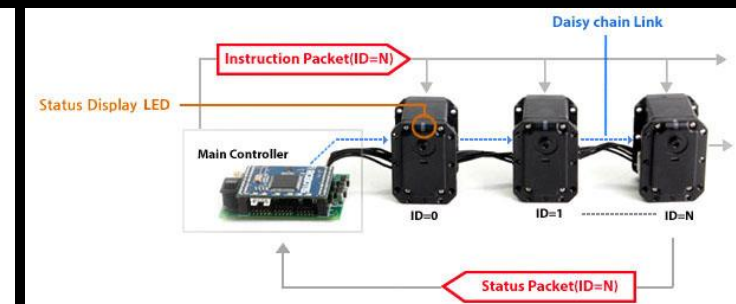 Daisy chain Link
Instruction Packet(ID=N)
Status Display LED
Main Controller
ID=0
ID=1
ID=N
Status Packet(ID=N)